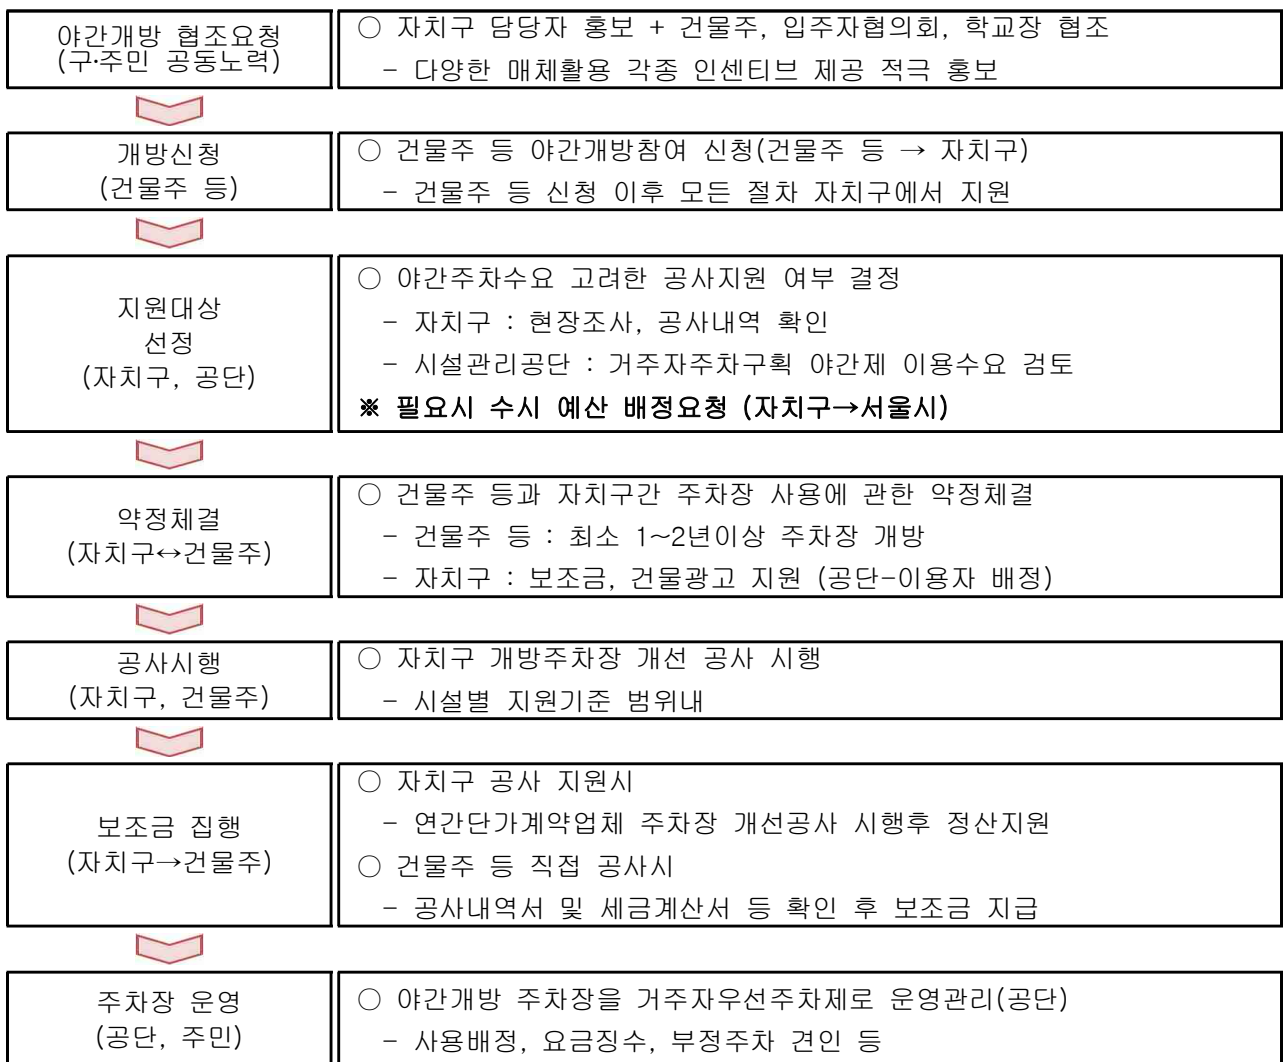 야간개방 협조요청
(구·주민 공동노력)
○ 자치구 담당자 홍보 + 건물주, 입주자협의회, 학교장 협조
- 다양한 매체활용 각종 인센티브 제공 적극 홍보
개방신청
(건물주 등)
○ 건물주 등 야간개방참여 신청(건물주 등 → 자치구)
- 건물주 등 신청 이후 모든 절차 자치구에서 지원
지원대상
선정
(자치구, 공단)
○ 야간주차수요 고려한 공사지원 여부 결정
- 자치구 : 현장조사, 공사내역 확인
- 시설관리공단 : 거주자주차구획 야간제 이용수요 검토
※ 필요시 수시 예산 배정요청 (자치구→서울시)
약정체결
(자치구↔건물주)
○ 건물주 등과 자치구간 주차장 사용에 관한 약정체결
- 건물주 등 : 최소 1~2년이상 주차장 개방
- 자치구 : 보조금, 건물광고 지원 (공단-이용자 배정)
공사시행
(자치구, 건물주)
○ 자치구 개방주차장 개선 공사 시행
- 시설별 지원기준 범위내
보조금 집행
(자치구→건물주)
○ 자치구 공사 지원시
- 연간단가계약업체 주차장 개선공사 시행후 정산지원
○ 건물주 등 직접 공사시
- 공사내역서 및 세금계산서 등 확인 후 보조금 지급
주차장 운영
(공단, 주민)
○ 야간개방 주차장을 거주자우선주차제로 운영관리(공단)
- 사용배정, 요금징수, 부정주차 견인 등